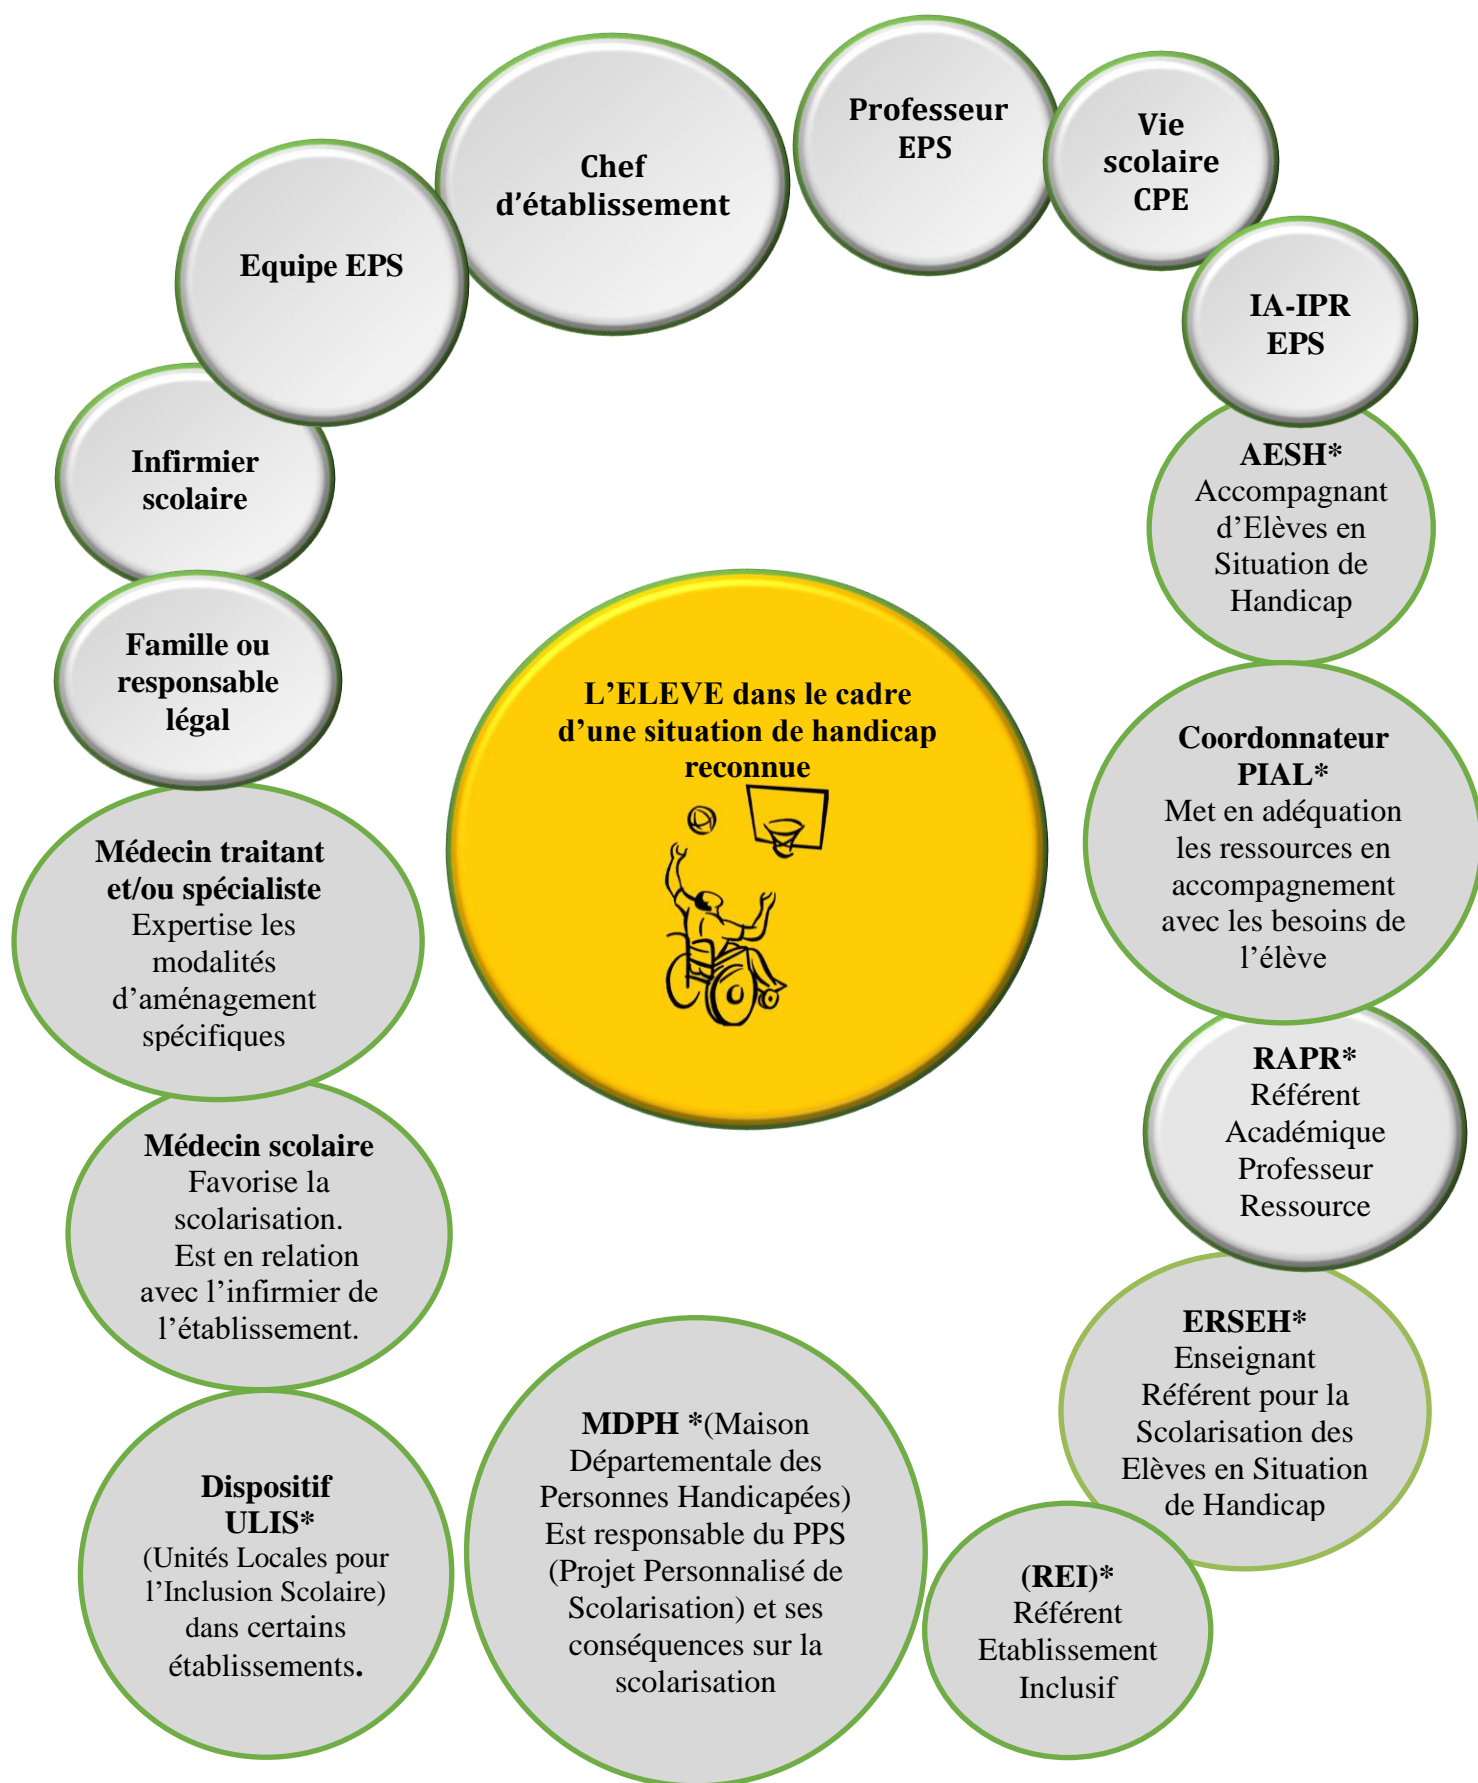 Professeur
EPS
Vie
scolaire
CPE
Chef
d’établissement
Equipe EPS
IA-IPR
EPS
Infirmier
scolaire
AESH*
Accompagnant
d’Elèves en
Situation de
Handicap
Famille ou
responsable
légal
L’ELEVE dans le cadre
d’une situation de handicap
reconnue
Coordonnateur
PIAL*
Met en adéquation
les ressources en
accompagnement
avec les besoins de
l’élève
Médecin traitant
et/ou spécialiste
Expertise les
modalités
d’aménagement
spécifiques
RAPR*
Référent
Académique
Professeur
Ressource
Médecin scolaire
Favorise la
scolarisation.
Est en relation
avec l’infirmier de
l’établissement.
ERSEH*
Enseignant
Référent pour la
Scolarisation des
Elèves en Situation
de Handicap
Dispositif
ULIS*
(Unités Locales pour
l’Inclusion Scolaire)
dans certains
établissements.
MDPH *(Maison
Départementale des
Personnes Handicapées)
Est responsable du PPS
(Projet Personnalisé de
Scolarisation) et ses
conséquences sur la
scolarisation
(REI)*
Référent
Etablissement
Inclusif